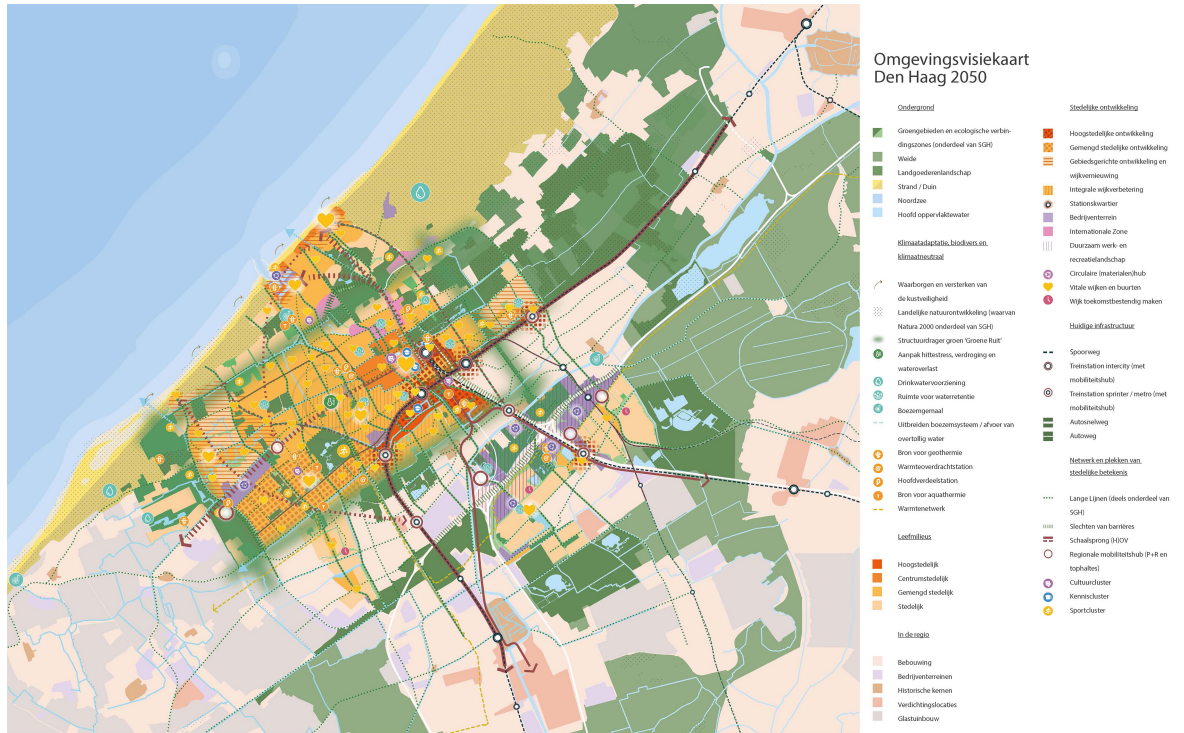 Omgevingsvisiekaart
Den Haag 2050
Ondergrond
Groengebieden en ecologische verbin-
dingszones (onderdeel van SGH)
Weide
Landgoederenlandschap
Strand / Duin
Noordzee
Hoofd oppervlaktewater
Klimaatadaptatie, biodivers en
klimaatneutraal
Waarborgen en versterken van
de kustveiligheid
Landelijke natuurontwikkeling (waarvan
Natura 2000 onderdeel van SGH)
Structuurdrager groen 'Groene Ruit'
Aanpak hittestress, verdroging en
wateroverlast
Drinkwatervoorziening
Ruimte voor waterretentie
Boezemgemaal
Uitbreiden boezemsysteem / afvoer van
overtollig water
Bron voor geothermie
Warmteoverdrachtstation
Hoofdverdeelstation
Bron voor aquathermie
Warmtenetwerk
Leefmilieus
Hoogstedelijk
Centrumstedelijk
Gemengd stedelijk
Stedelijk
In de regio
Bebouwing
Bedrijventerreinen
Historische kernen
Verdichtingslocaties
Glastuinbouw
Stedelijke ontwikkeling
Hoogstedelijke ontwikkeling
Gemengd stedelijke ontwikkeling
Gebiedsgerichte ontwikkeling en
wijkvernieuwing
Integrale wijkverbetering
Stationskwartier
Bedrijventerrein
Internationale Zone
Duurzaam werk- en
recreatielandschap
Circulaire (materialen)hub
Vitale wijken en buurten
Wijk toekomstbestendig maken
Huidige infrastructuur
Spoorweg
Treinstation intercity (met
mobiliteitshub)
Treinstation sprinter / metro (met
mobiliteitshub)
Autosnelweg
Autoweg
Netwerk en plekken van
stedelijke betekenis
Lange Lijnen (deels onderdeel van
SGH)
Slechten van barrières
Schaalsprong (H)OV
Regionale mobiliteitshub (P+R en
tophaltes)
Cultuurcluster
Kenniscluster
Sportcluster